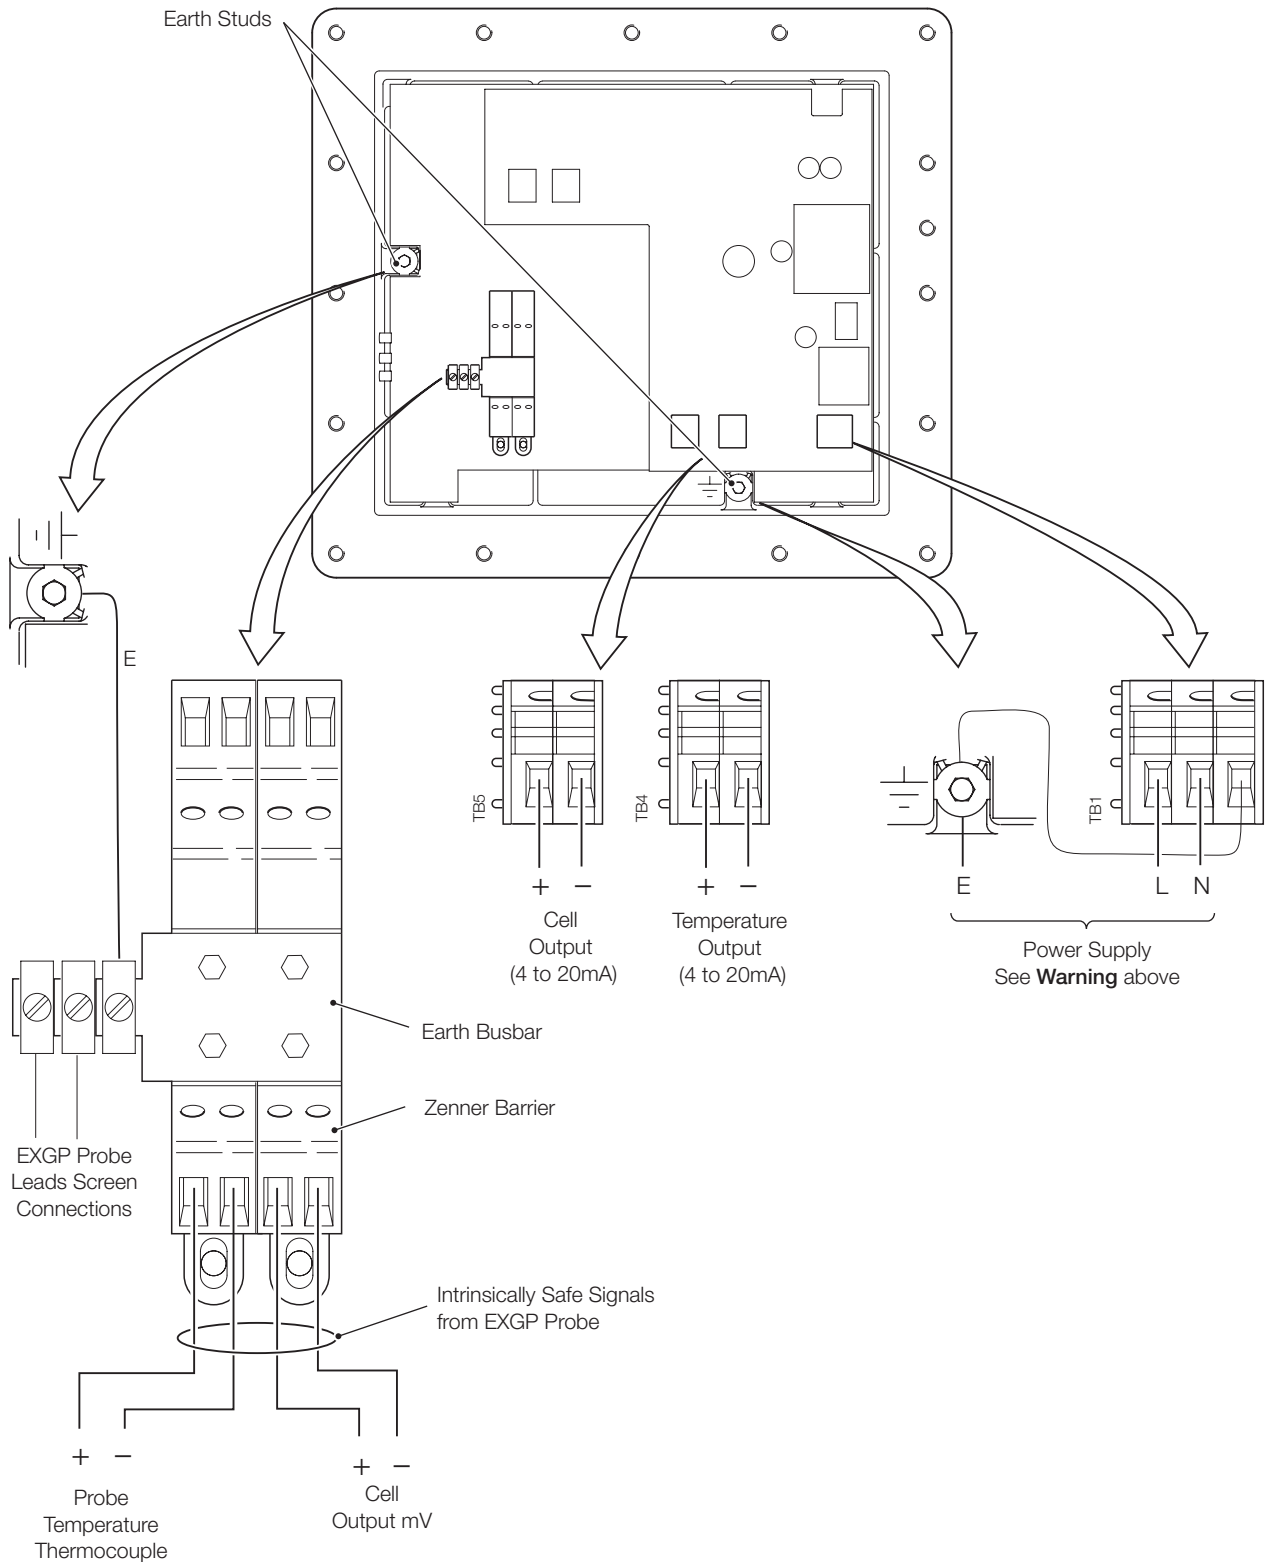 Earth Studs
E
TB5
TB4
TB1
+ −
Cell
Output
(4 to 20mA)
+ −
Temperature
Output
(4 to 20mA)
E
L N
Power Supply
See Warning above
Earth Busbar
Zenner Barrier
EXGP Probe
Leads Screen
Connections
Intrinsically Safe Signals
from EXGP Probe
+ −
Probe
Temperature
Thermocouple
+ −
Cell
Output mV